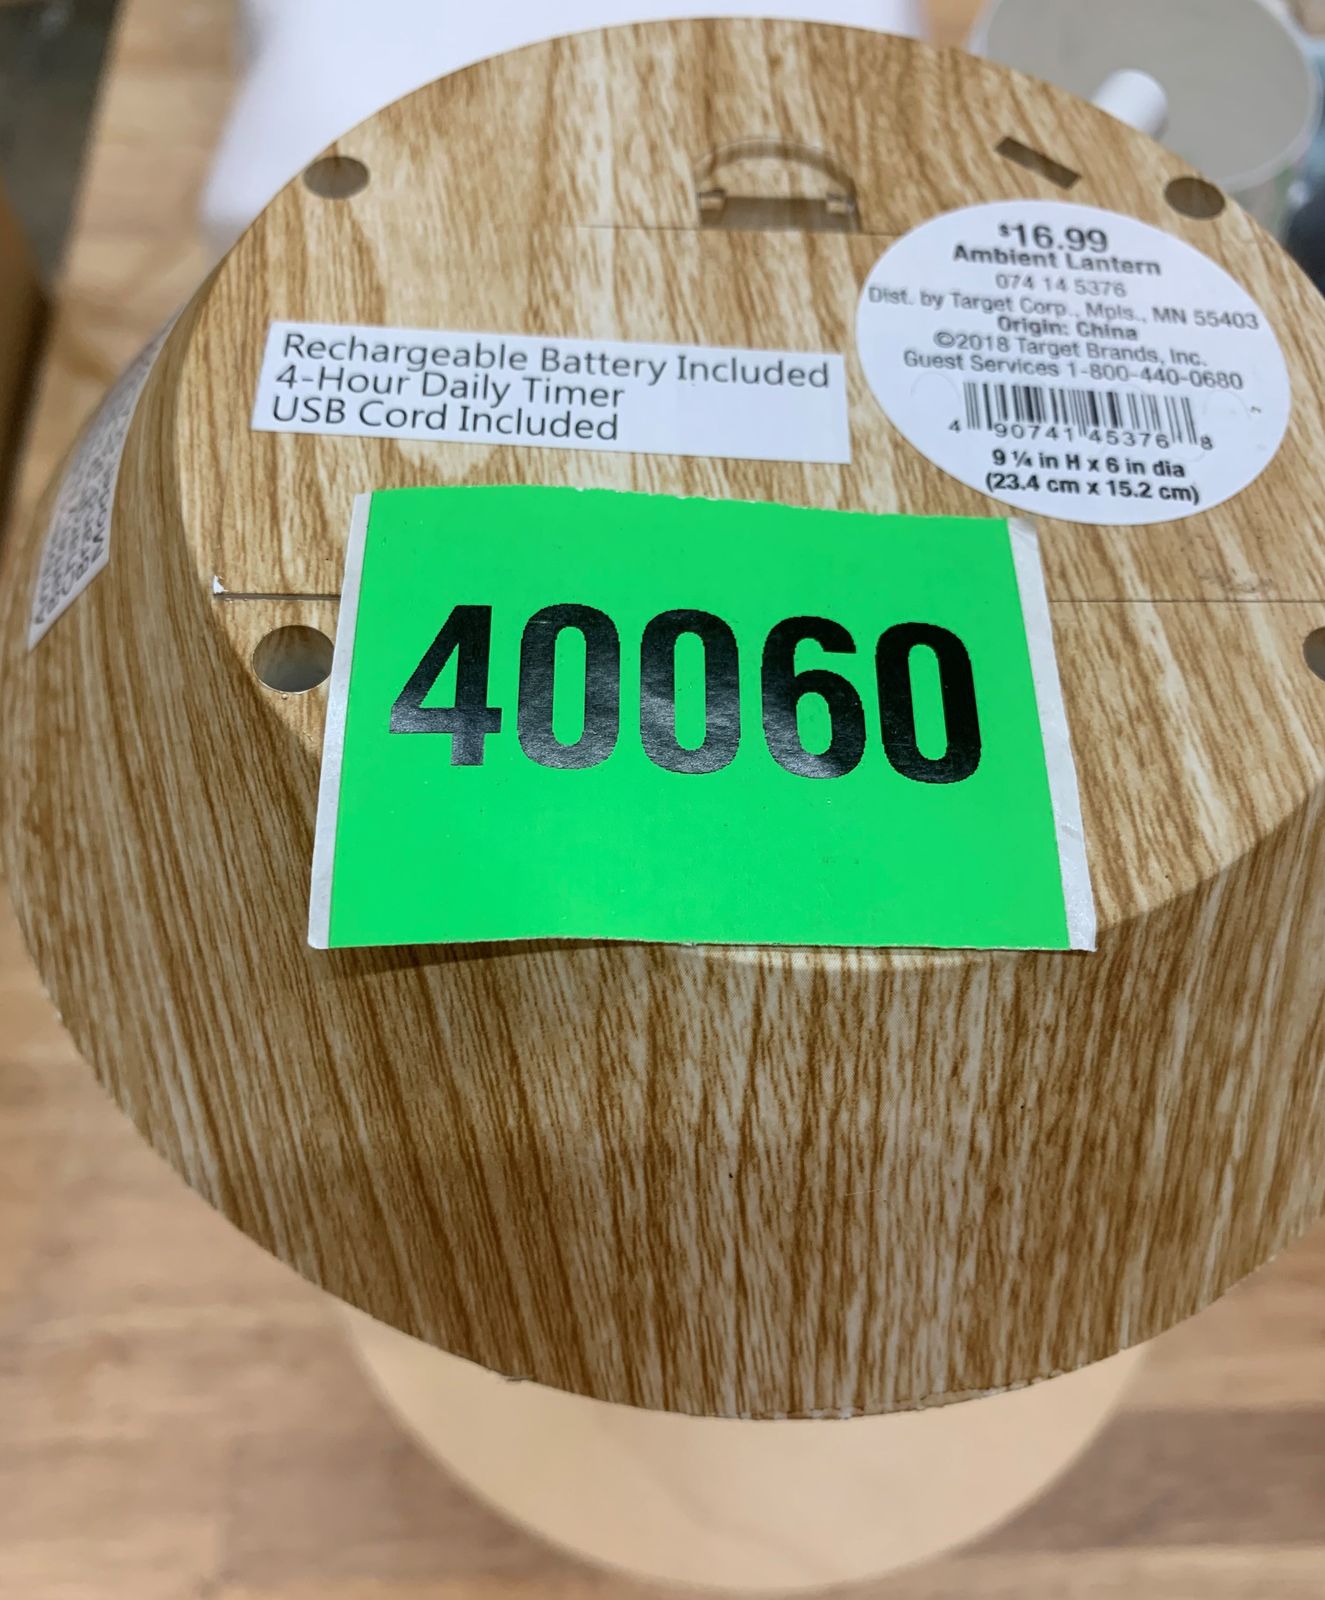 $16.99
Ambient Lantern
074 14 5376
Dist. by Target Corp., Mpls., MN 55403
Origin: China
©2018 Target Brands, Inc.
Guest Services 1-800-440-0680
4 90741 45376 8
9 ¼ in H x 6 in dia
(23.4 cm x 15.2 cm)
Rechargeable Battery Included
4-Hour Daily Timer
USB Cord Included
40060